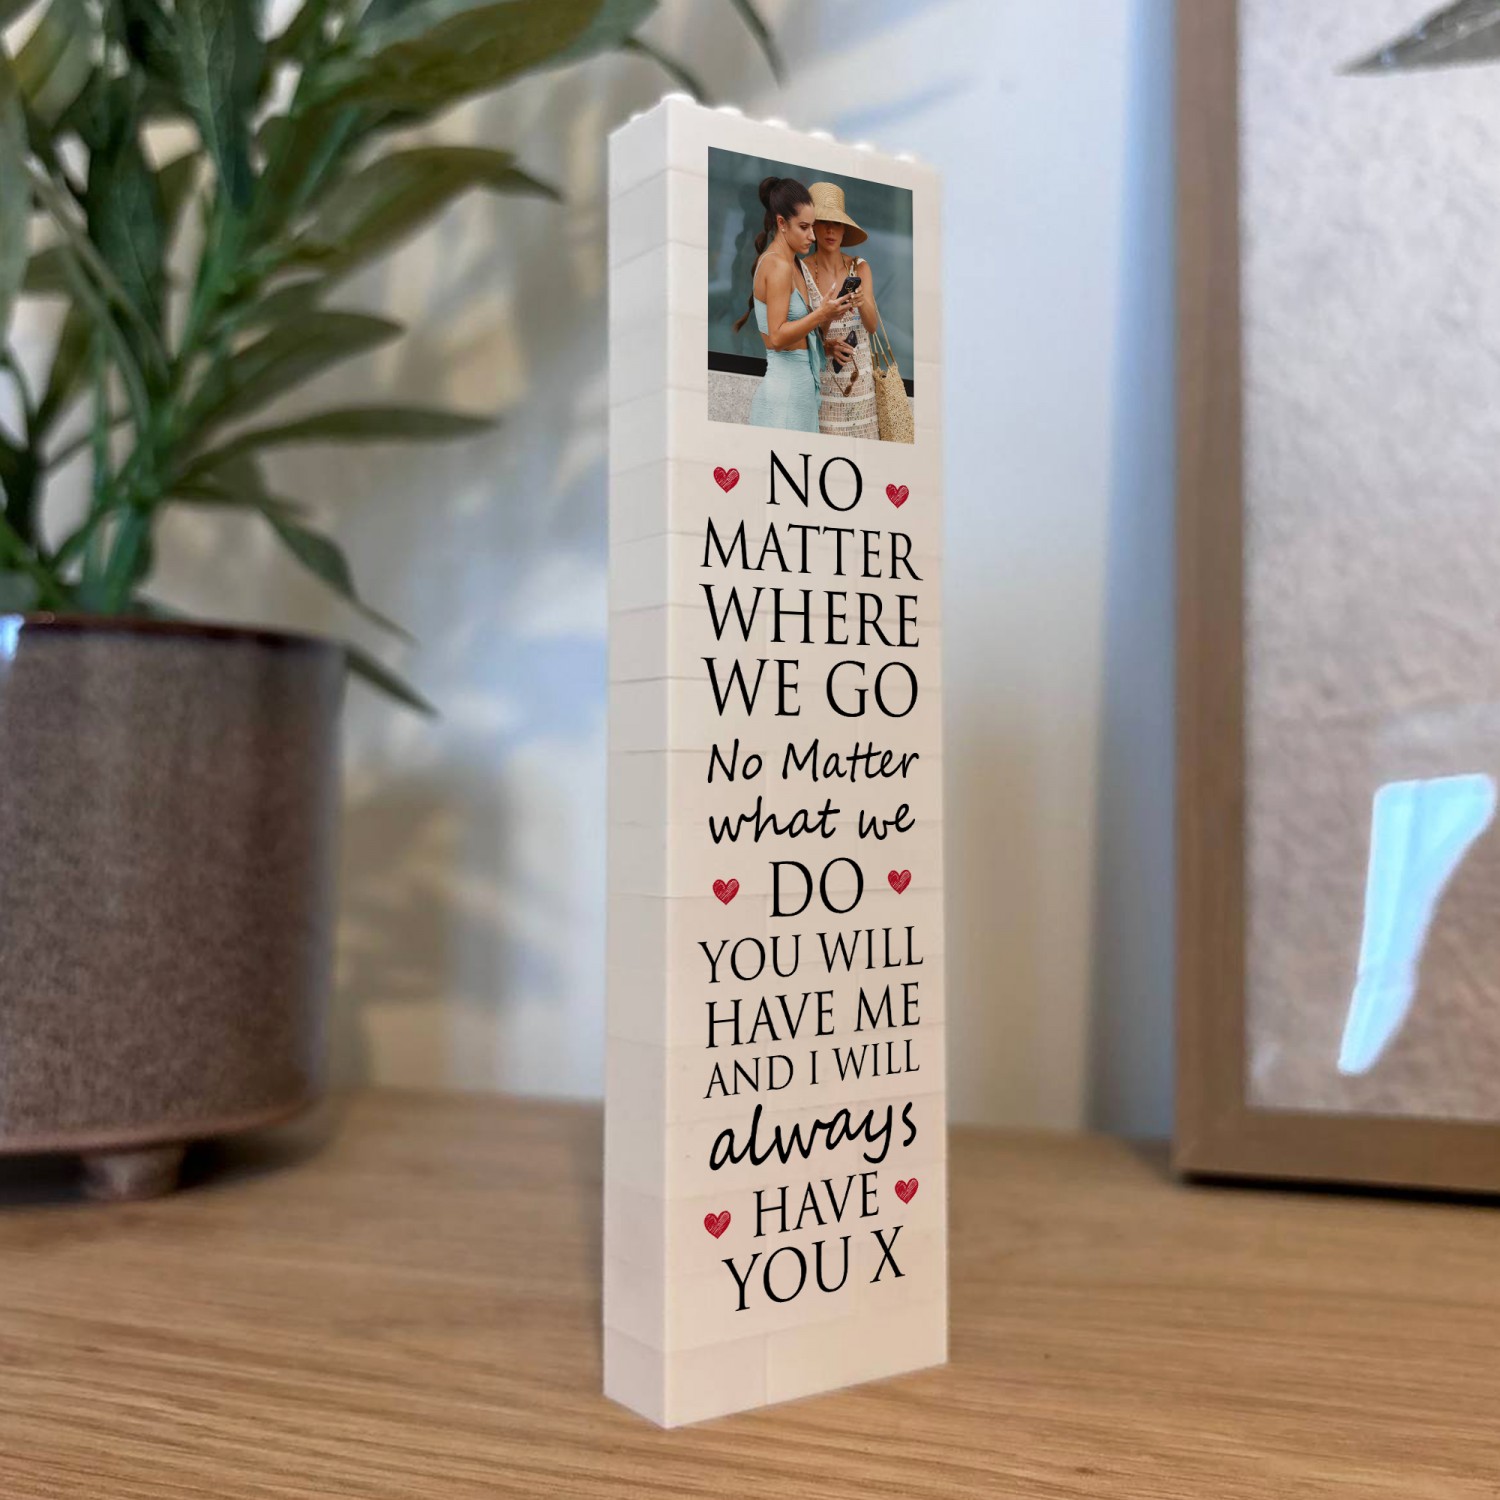 NO
MATTER
WHERE
WE GO
No Matter
what we
DO
YOU WILL
HAVE ME
AND I WILL
always
HAVE
YOU X